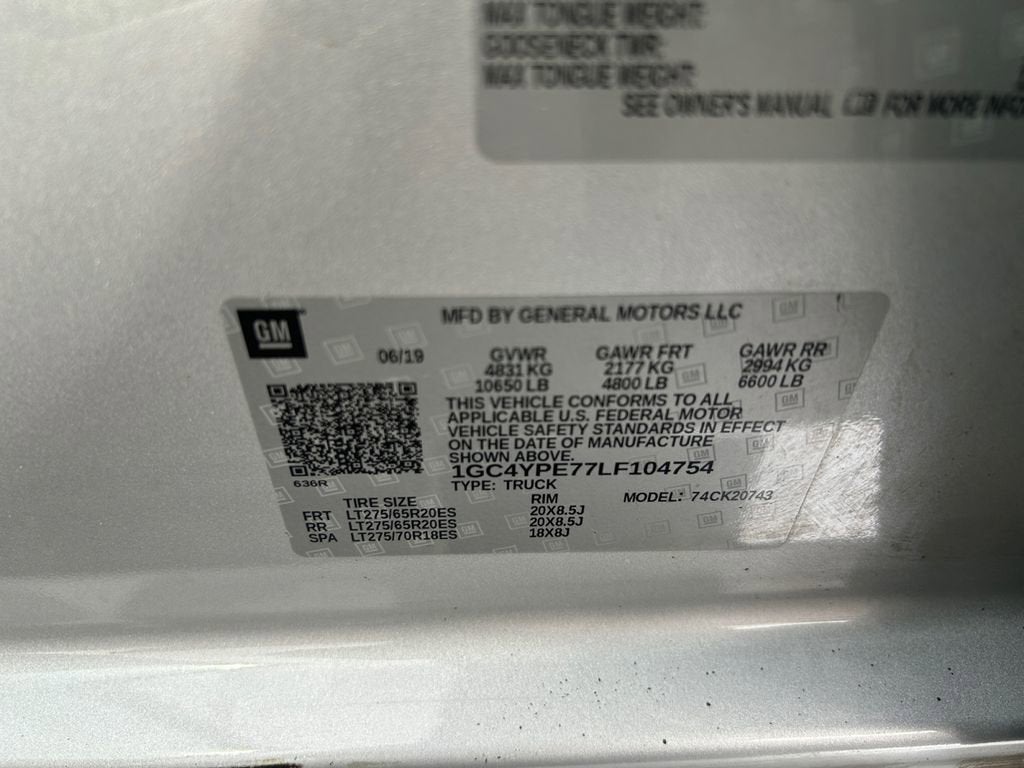 MAX TONGUE WEIGHT:
GOOSENECK TWR:
MAX TONGUE WEIGHT:
SEE OWNER'S MANUAL FOR MORE INFO
GM
MFD BY GENERAL MOTORS LLC
06/19 GVWR GAWR FRT GAWR RR
4831 KG 2177 KG 2994 KG
10650 LB 4800 LB 6600 LB
THIS VEHICLE CONFORMS TO ALL
APPLICABLE U.S. FEDERAL MOTOR
VEHICLE SAFETY STANDARDS IN EFFECT
ON THE DATE OF MANUFACTURE
SHOWN ABOVE.
1GC4YPE77LF104754
636R
TYPE: TRUCK
TIRE SIZE RIM MODEL: 74CK20743
FRT LT275/65R20ES 20X8.5J
RR LT275/65R20ES 20X8.5J
SPA LT275/70R18ES 18X8J